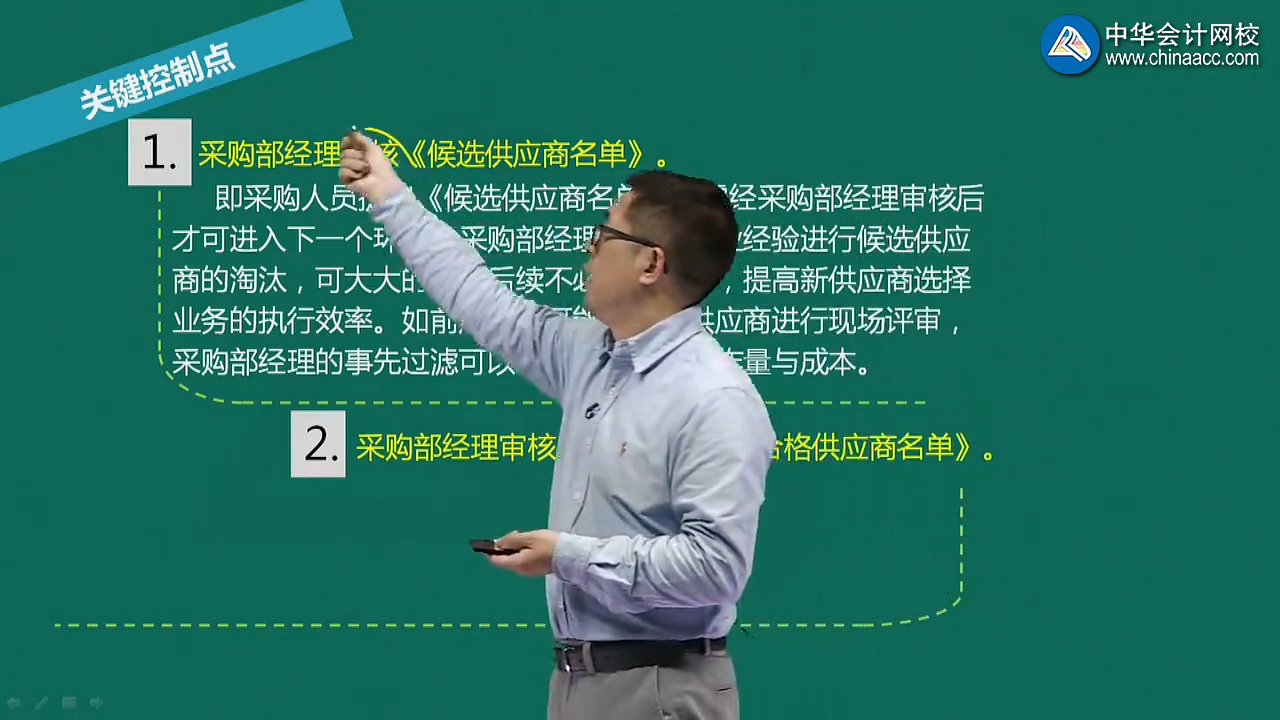 中华会计网校
www.chinaacc.com
关键控制点
1.
采购部经理 核《候选供应商名单》。
即采购人员 《候选供应商名 经采购部经理审核后
才可进入下一个环 采购部经理 经验进行候选供应
商的淘汰，可大大的 后续不必 ，提高新供应商选择
业务的执行效率。如前 供应商进行现场评审，
采购部经理的事先过滤可以 作量与成本。
2.
采购部经理审核 合格供应商名单》。